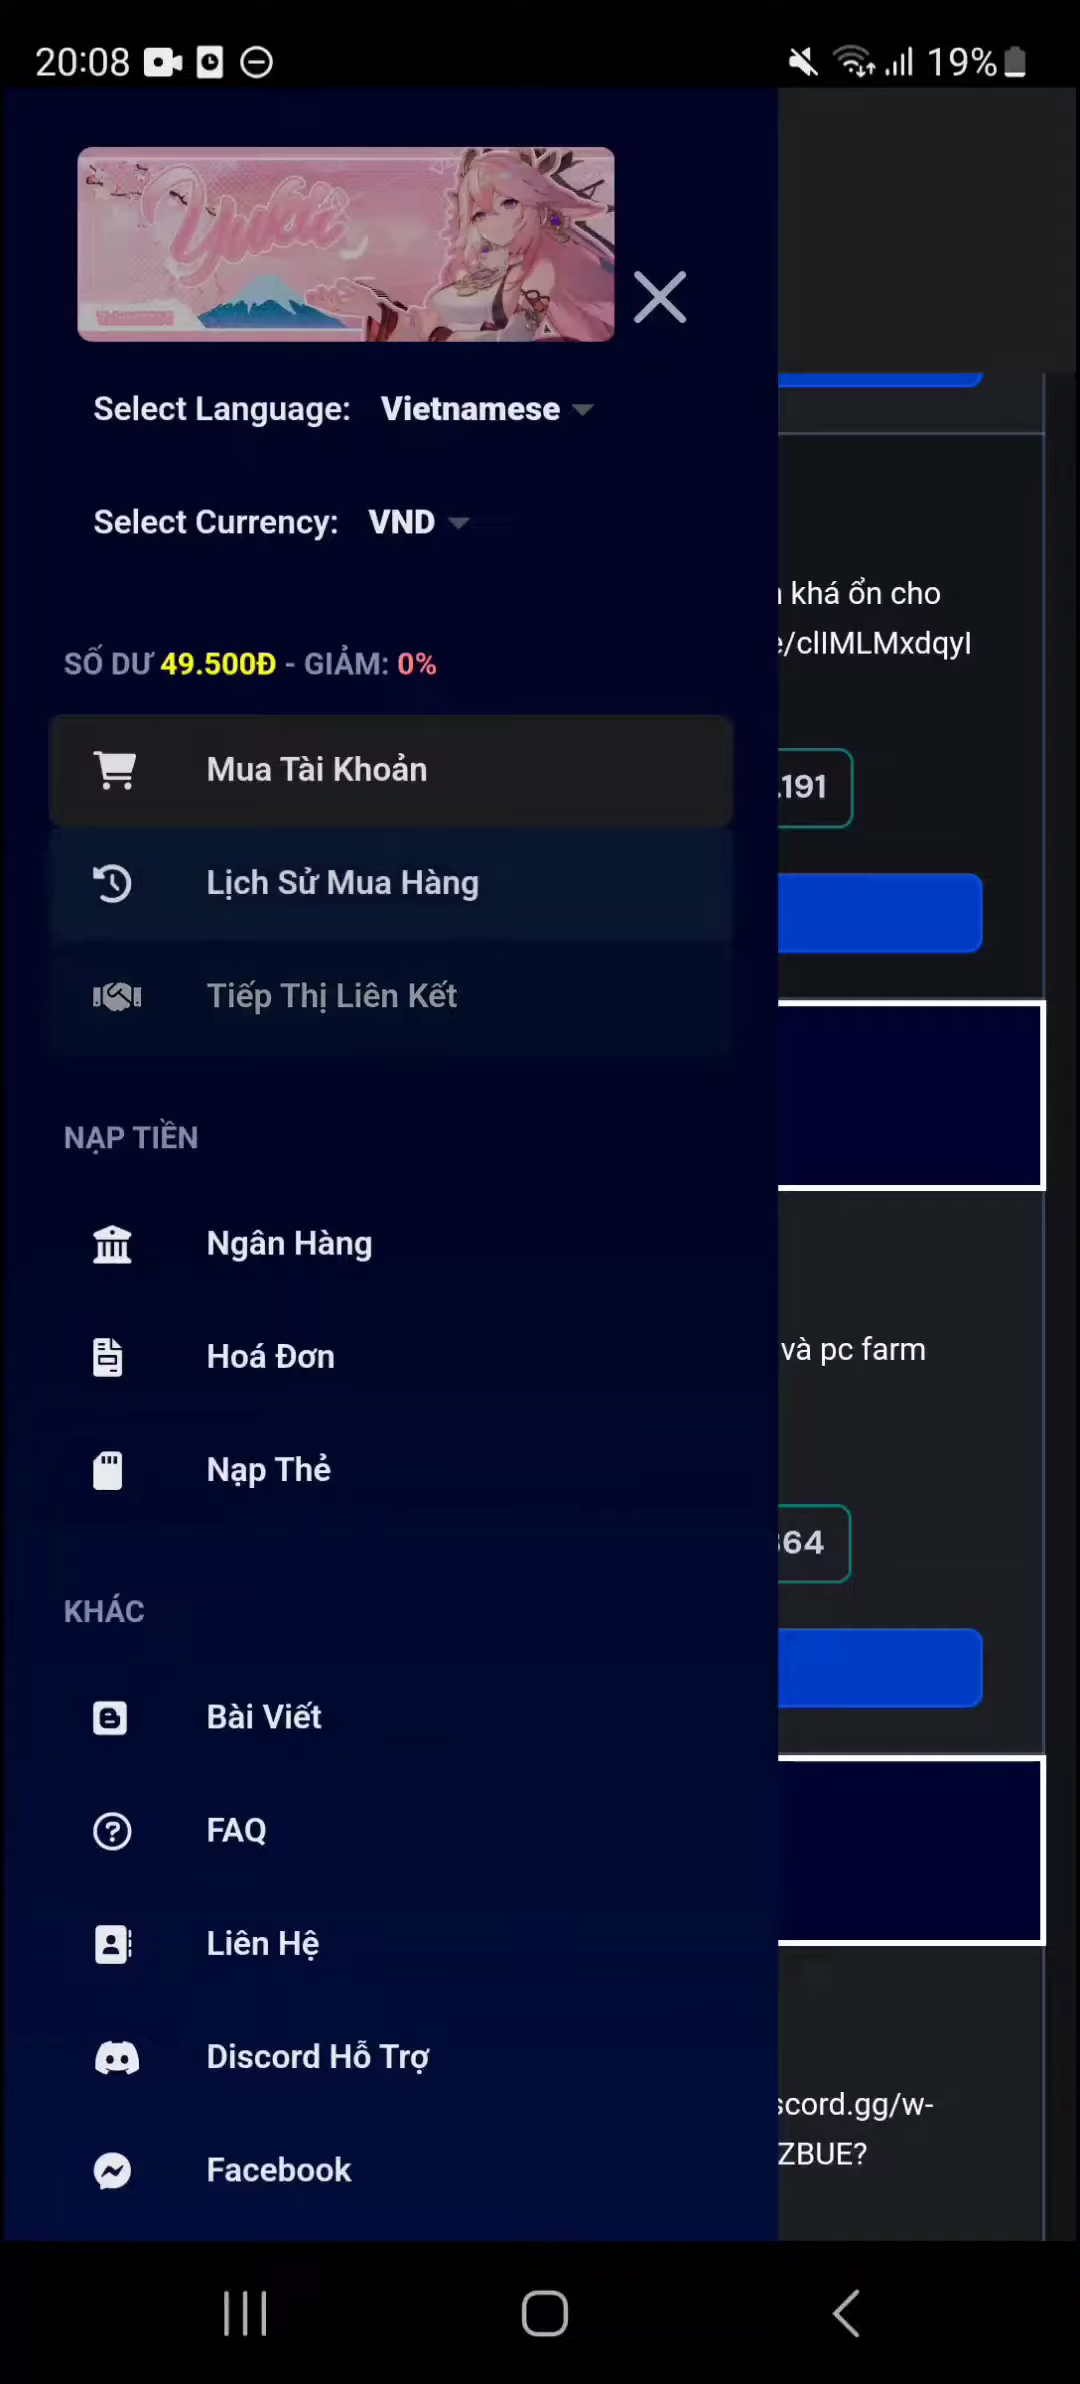 20:08
19%
Yukii
Select Language: Vietnamese
Select Currency: VND
SỐ DƯ 49.500Đ - GIẢM: 0%
Mua Tài Khoản
Lịch Sử Mua Hàng
Tiếp Thị Liên Kết
NẠP TIỀN
Ngân Hàng
Hoá Đơn
Nạp Thẻ
KHÁC
Bài Viết
FAQ
Liên Hệ
Discord Hỗ Trợ
Facebook
khá ổn cho
/clIMLMxdqyI
.191
và pc farm
64
scord.gg/w-
ZBUE?